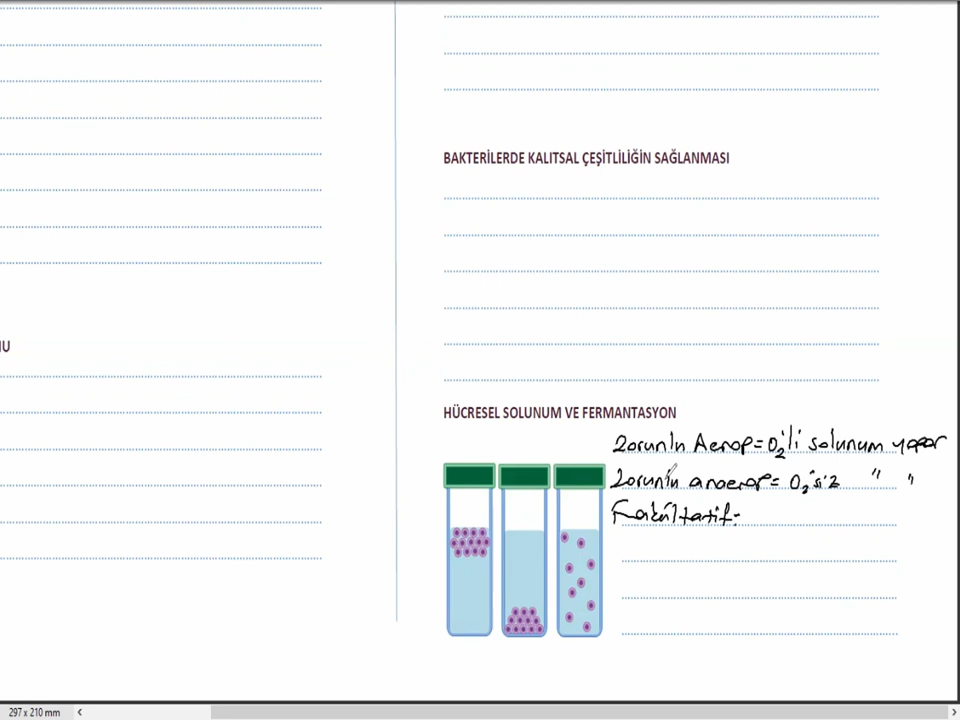 NU
BAKTERİLERDE KALITSAL ÇEŞİTLİLİĞİN SAĞLANMASI
HÜCRESEL SOLUNUM VE FERMANTASYON
Zorunlu Aerop = O₂'li solunum yapar
Zorunlu anaerop = O₂'siz " "
Fakültatif:
297 x 210 mm